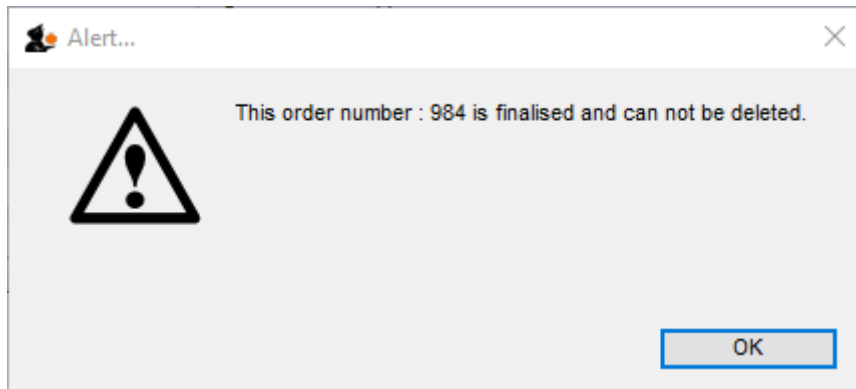 Alert...
This order number : 984 is finalised and can not be deleted.
OK